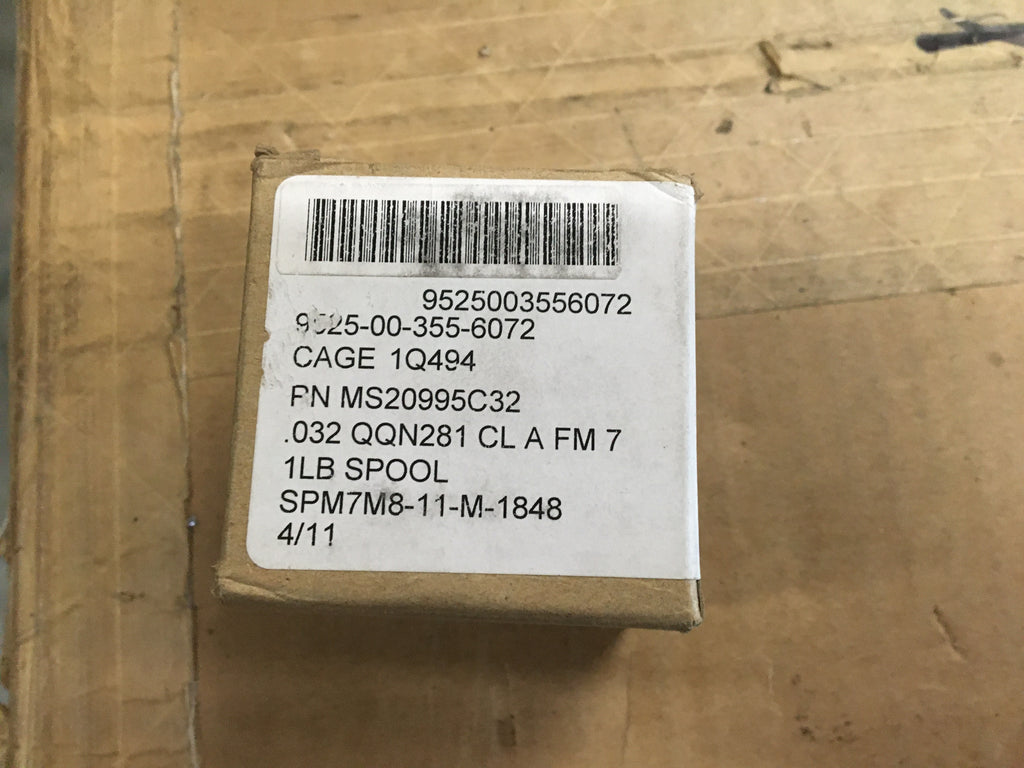 9525003556072
9525-00-355-6072
CAGE 1Q494
PN MS20995C32
.032 QQN281 CL A FM 7
1LB SPOOL
SPM7M8-11-M-1848
4/11